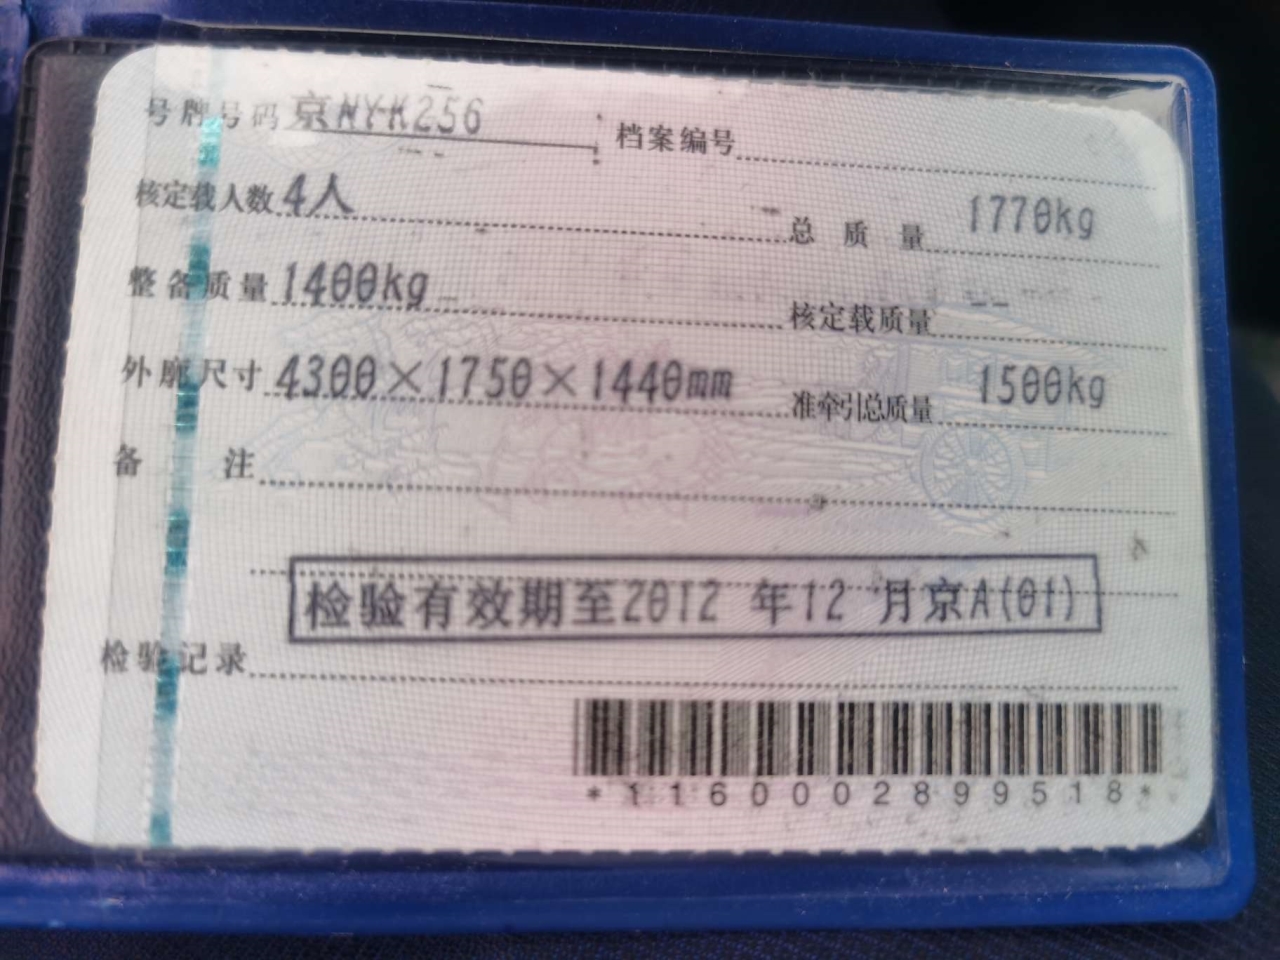 号牌号码 京NYK256 档案编号
核定载人数 4人 总质量 1770kg
整备质量 1400kg 核定载质量 --
外廓尺寸 4300×1750×1440mm 准牵引总质量 1500kg
备注
检验有效期至2012 年12 月京A(01)
检验记录
*1160002899518*